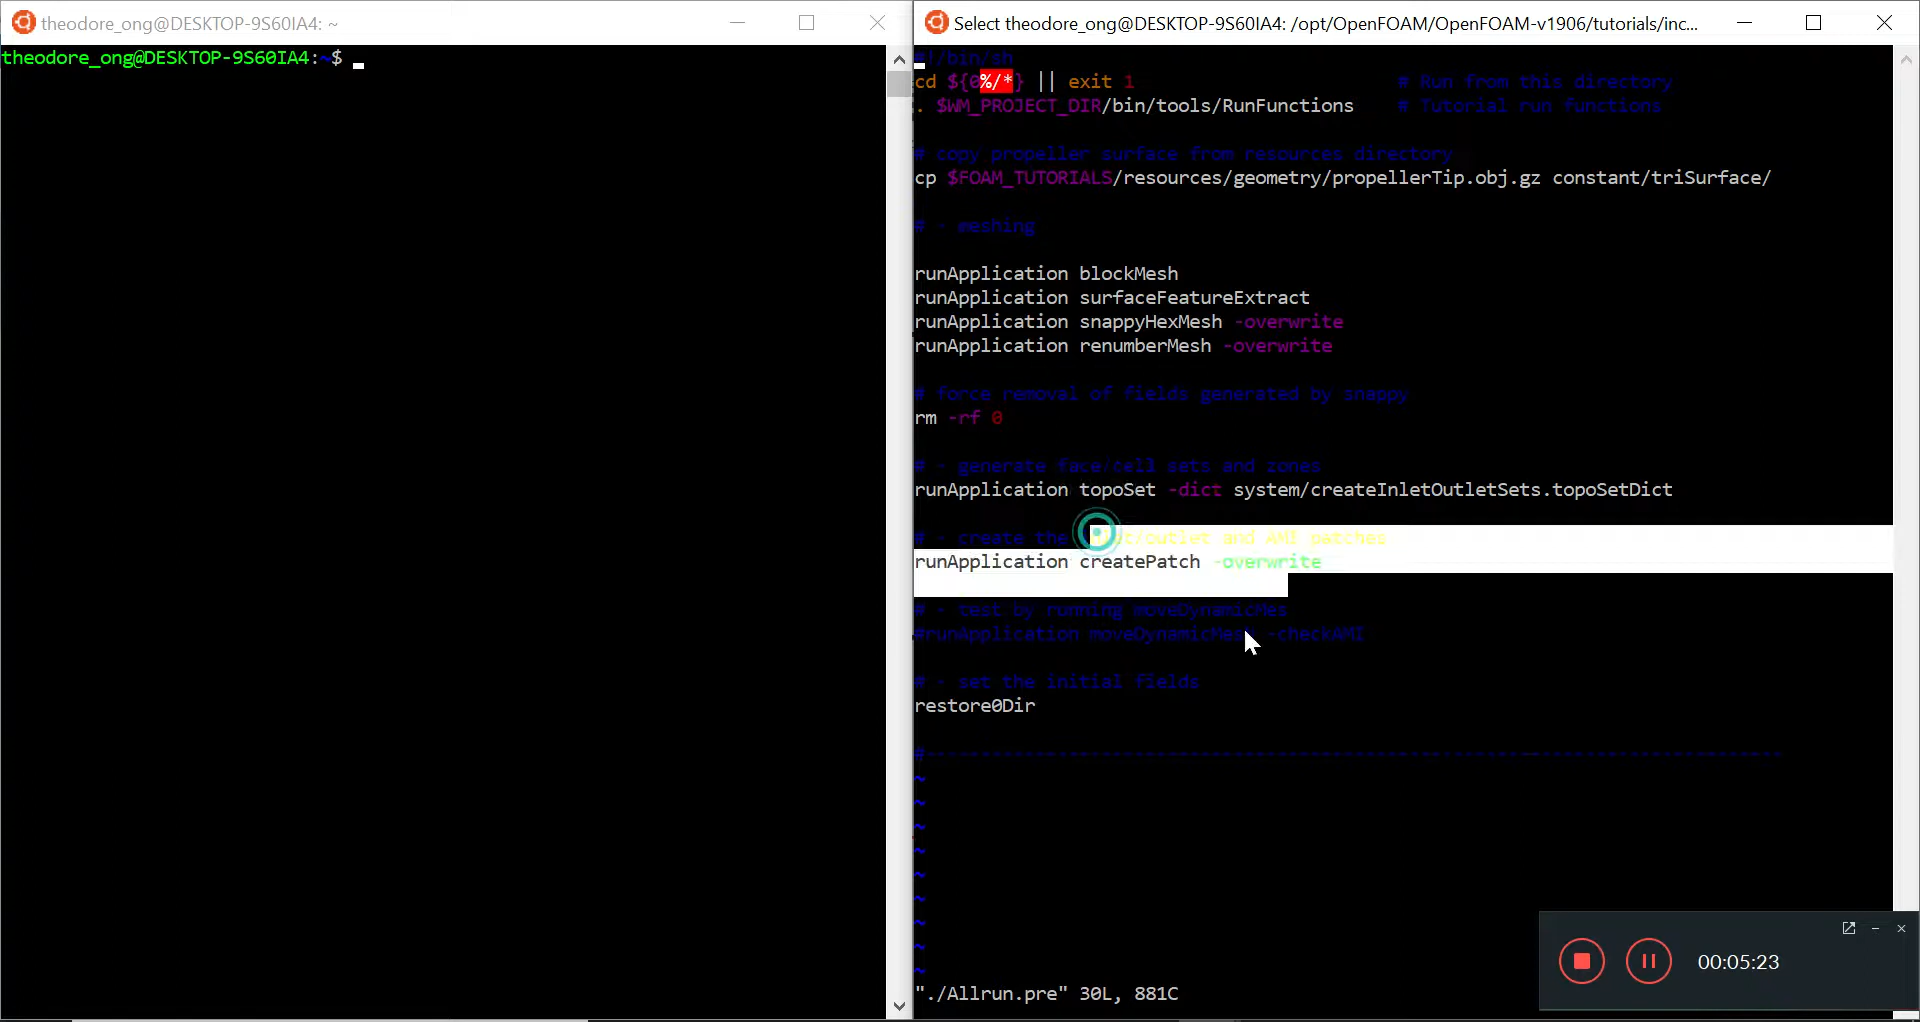 theodore_ong@DESKTOP-9S60IA4: ~
theodore_ong@DESKTOP-9S60IA4:~$
Select theodore_ong@DESKTOP-9S60IA4: /opt/OpenFOAM/OpenFOAM-v1906/tutorials/inc...
#!/bin/sh
cd ${0%/*} || exit 1                        # Run from this directory
. $WM_PROJECT_DIR/bin/tools/RunFunctions    # Tutorial run functions
# copy propeller surface from resources directory
cp $FOAM_TUTORIALS/resources/geometry/propellerTip.obj.gz constant/triSurface/
# - meshing
runApplication blockMesh
runApplication surfaceFeatureExtract
runApplication snappyHexMesh -overwrite
runApplication renumberMesh -overwrite
# force removal of fields generated by snappy
rm -rf 0
# - generate face/cell sets and zones
runApplication topoSet -dict system/createInletOutletSets.topoSetDict
# - create the inlet/outlet and AMI patches
runApplication createPatch -overwrite
# - test by running moveDynamicMes
#runApplication moveDynamicMesh -checkAMI
# - set the initial fields
restore0Dir
#------------------------------------------------------------------------------
~
~
~
~
~
~
~
~
~
"./Allrun.pre" 30L, 881C
00:05:23